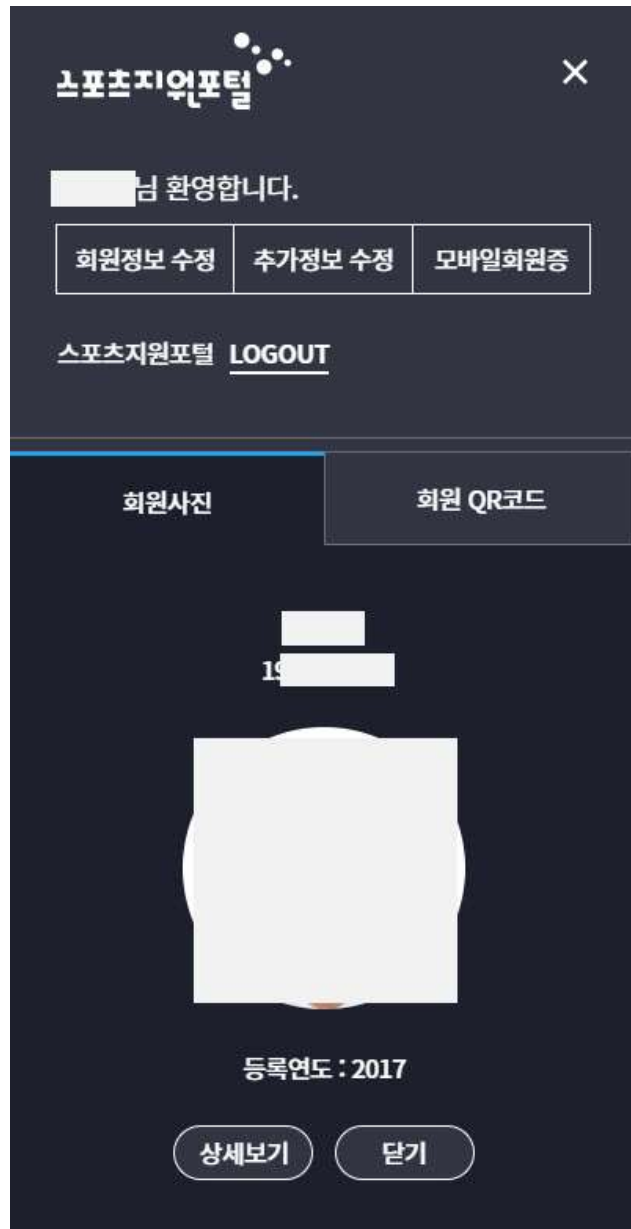 스포츠지원포털
님 환영합니다.
회원정보 수정 추가정보 수정 모바일회원증
스포츠지원포털 LOGOUT
회원사진 회원 QR코드
19
등록연도 : 2017
상세보기 닫기